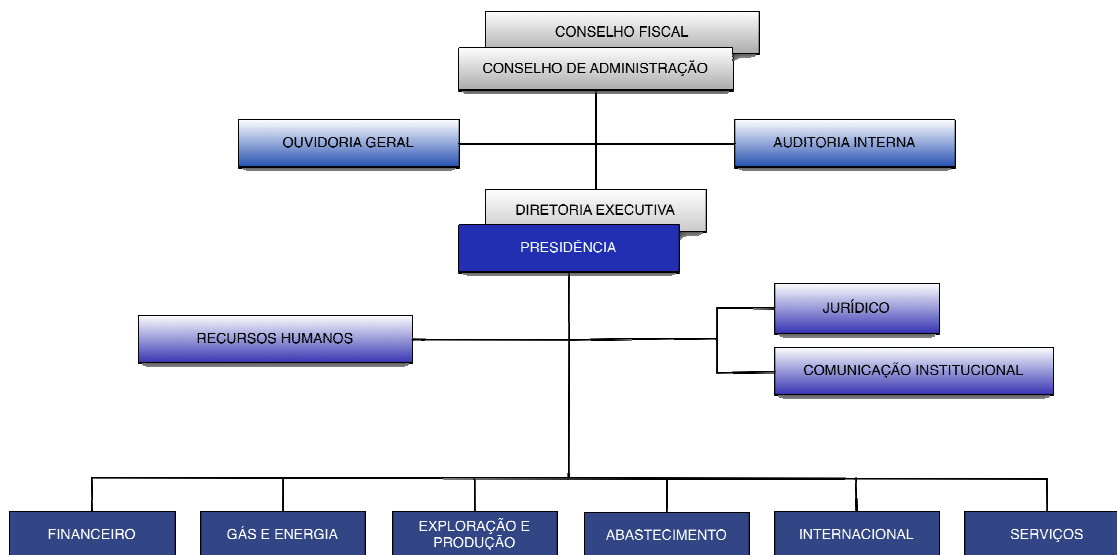 CONSELHO FISCAL
CONSELHO DE ADMINISTRAÇÃO
OUVIDORIA GERAL
AUDITORIA INTERNA
DIRETORIA EXECUTIVA
PRESIDÊNCIA
JURÍDICO
RECURSOS HUMANOS
COMUNICAÇÃO INSTITUCIONAL
FINANCEIRO
GÁS E ENERGIA
EXPLORAÇÃO E
PRODUÇÃO
ABASTECIMENTO
INTERNACIONAL
SERVIÇOS